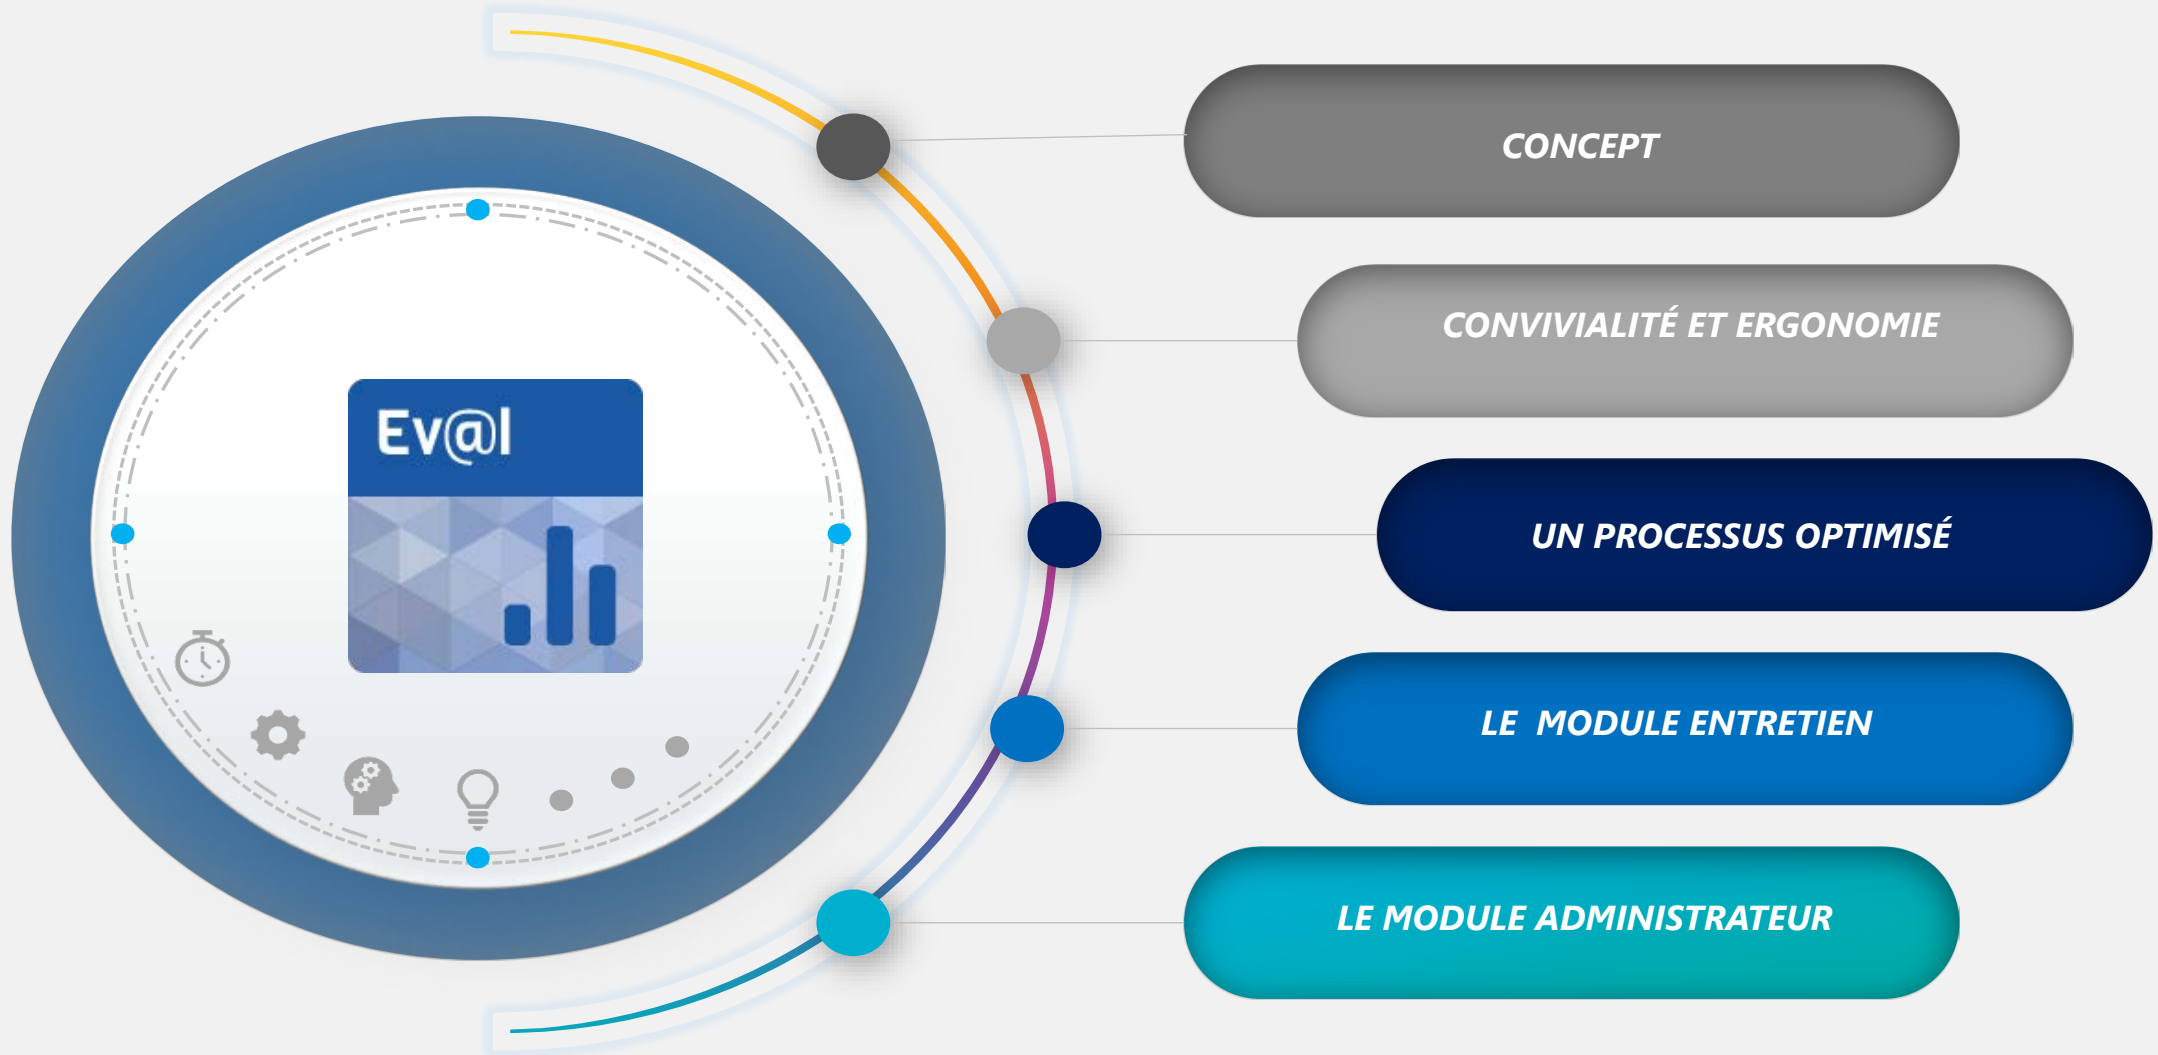 Ev@l
CONCEPT
CONVIVIALITÉ ET ERGONOMIE
UN PROCESSUS OPTIMISÉ
LE  MODULE ENTRETIEN
LE MODULE ADMINISTRATEUR